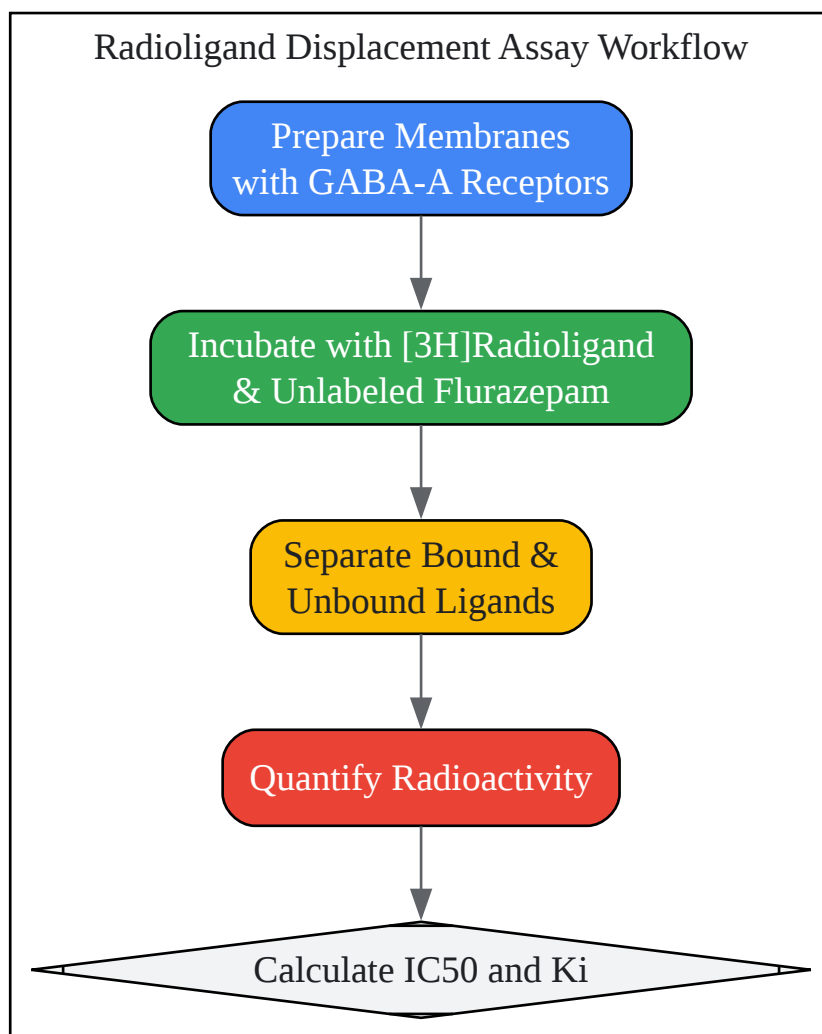 Radioligand Displacement Assay Workflow
Prepare Membranes
with GABA-A Receptors
Incubate with [3H]Radioligand
& Unlabeled Flurazepam
Separate Bound &
Unbound Ligands
Quantify Radioactivity
Calculate IC50 and Ki